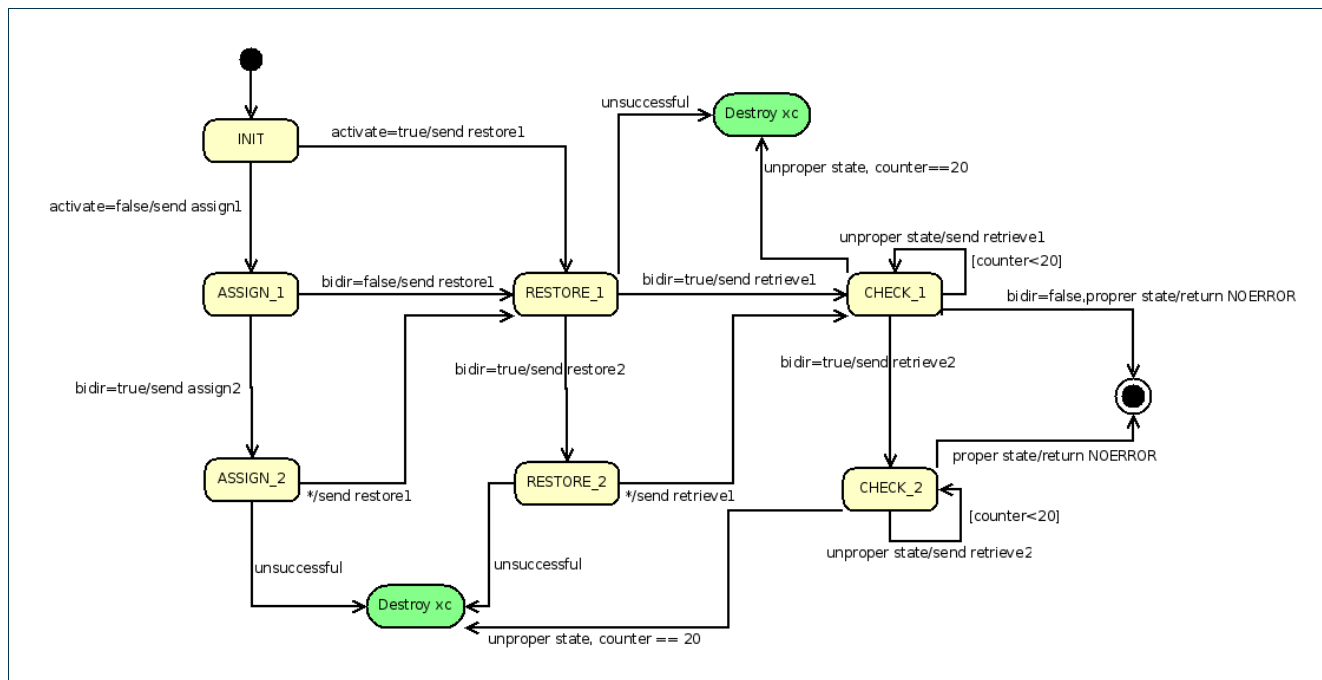 unsuccessful
Destroy xc
INIT
activate=true/send restore1
unproper state, counter==20
activate=false/send assign1
unproper state/send retrieve1
[counter<20]
ASSIGN_1
bidir=false/send restore1
RESTORE_1
bidir=true/send retrieve1
CHECK_1
bidir=false,proprer state/return NOERROR
bidir=true/send assign2
bidir=true/send restore2
bidir=true/send retrieve2
ASSIGN_2
*/send restore1
RESTORE_2
*/send retrieve1
CHECK_2
proper state/return NOERROR
[counter<20]
unproper state/send retrieve2
unsuccessful
unsuccessful
Destroy xc
unproper state, counter == 20